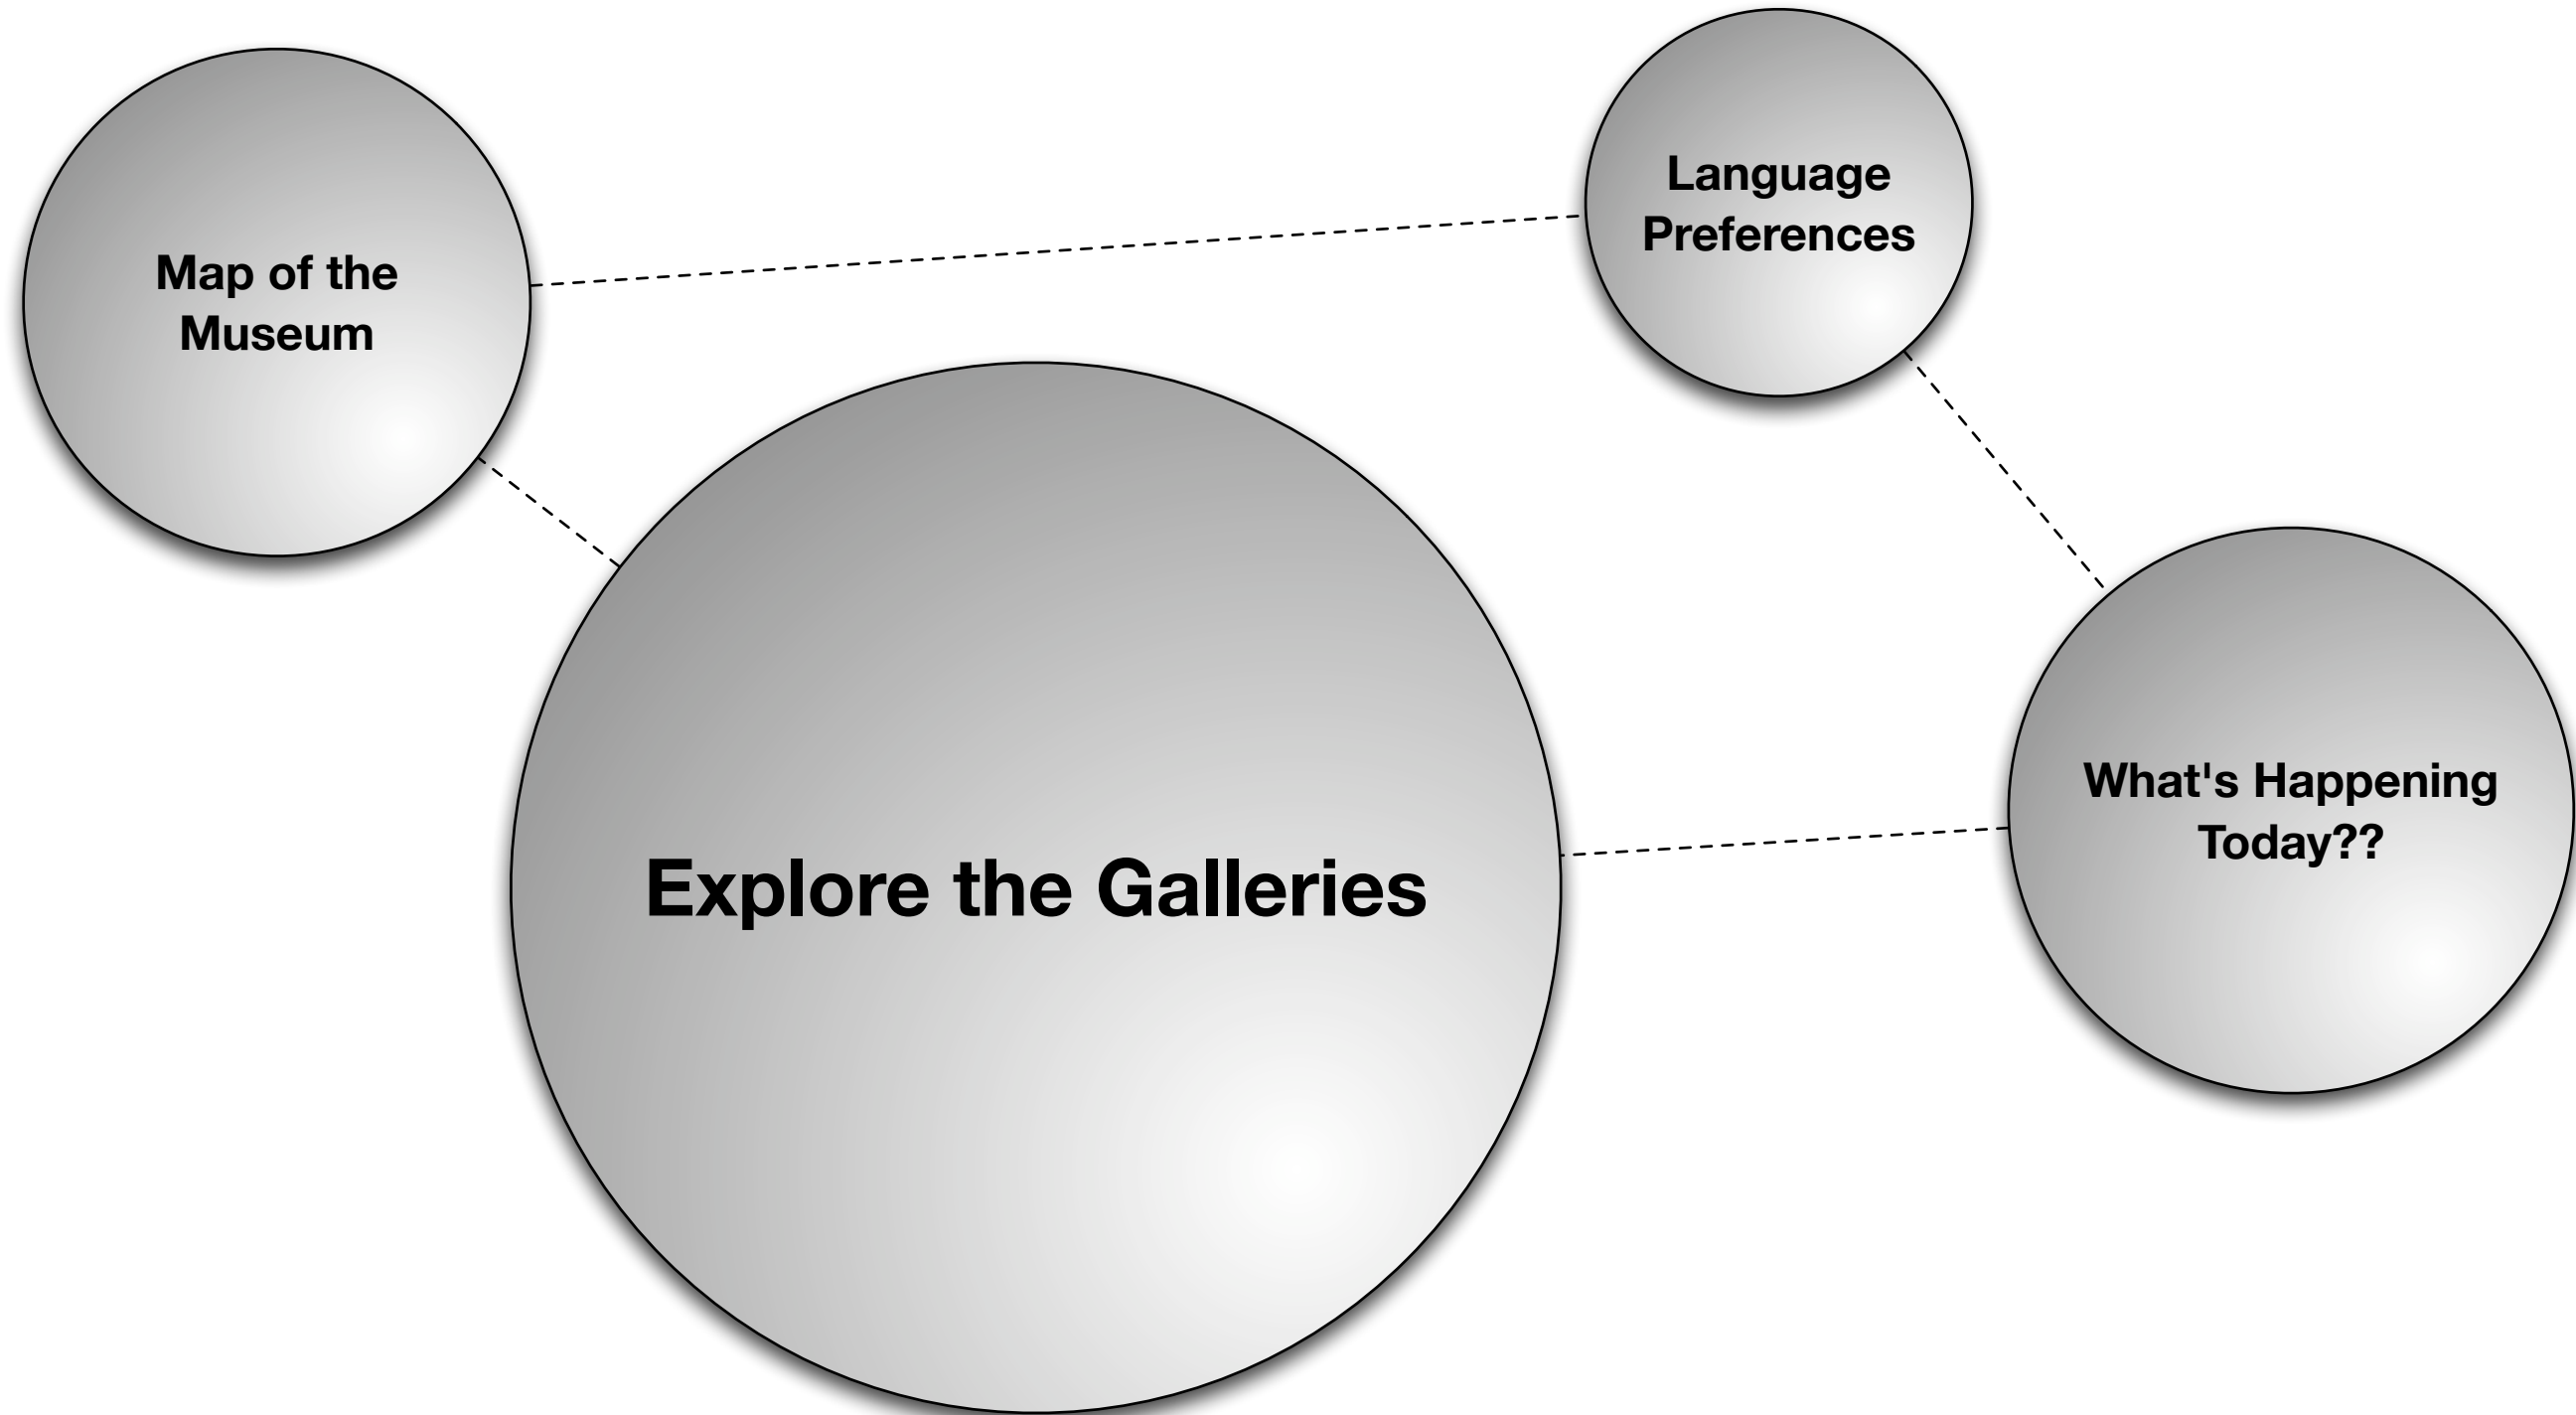 Map of the
Museum
Language
Preferences
Explore the Galleries
What's Happening
Today??